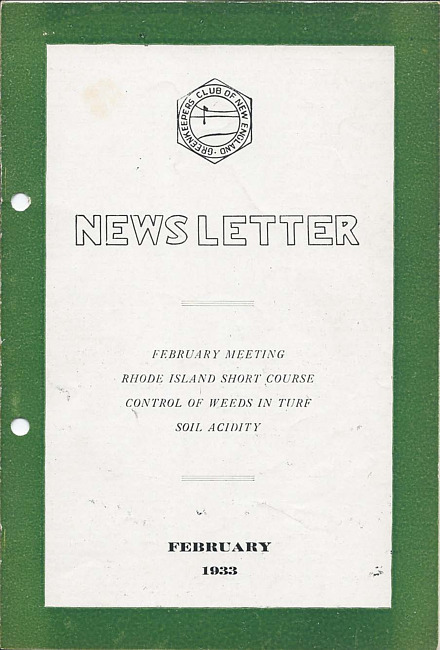 GREENKEEPERS CLUB OF NEW ENGLAND
NEWS LETTER
FEBRUARY MEETING
RHODE ISLAND SHORT COURSE
CONTROL OF WEEDS IN TURF
SOIL ACIDITY
FEBRUARY
1933